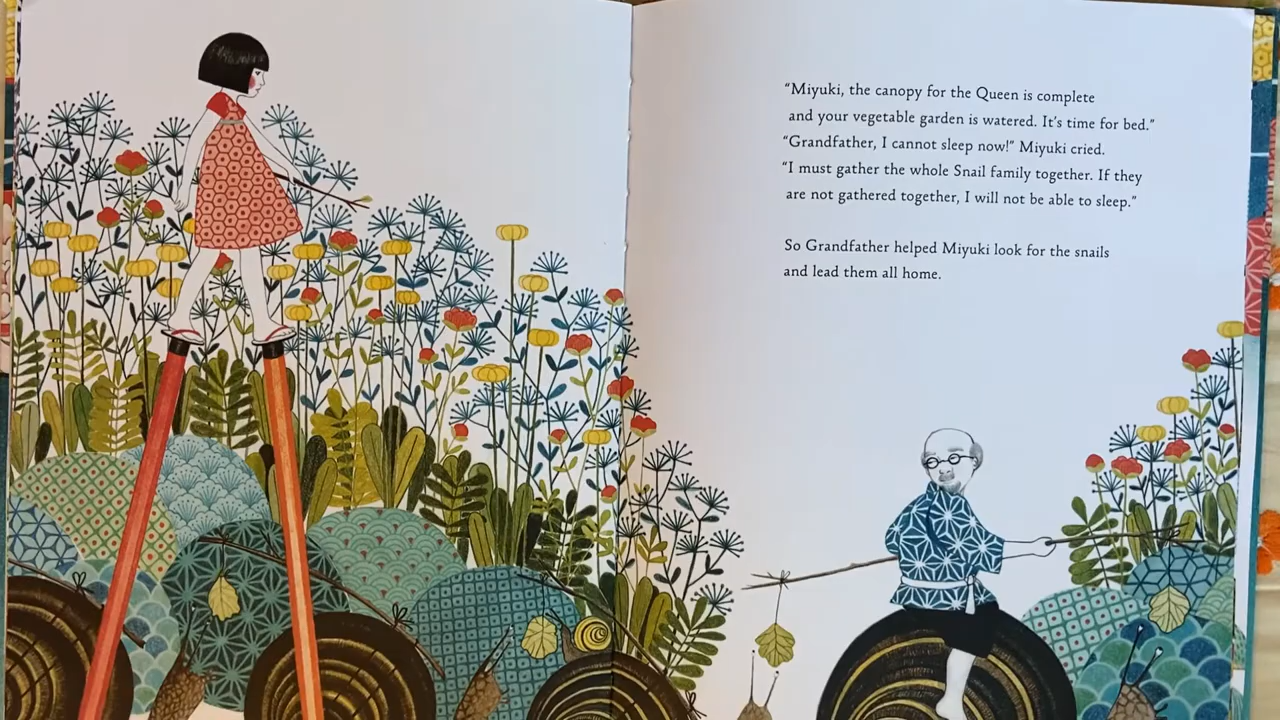 “Miyuki, the canopy for the Queen is complete
and your vegetable garden is watered. It’s time for bed.”
“Grandfather, I cannot sleep now!” Miyuki cried.
“I must gather the whole Snail family together. If they
are not gathered together, I will not be able to sleep.”
So Grandfather helped Miyuki look for the snails
and lead them all home.